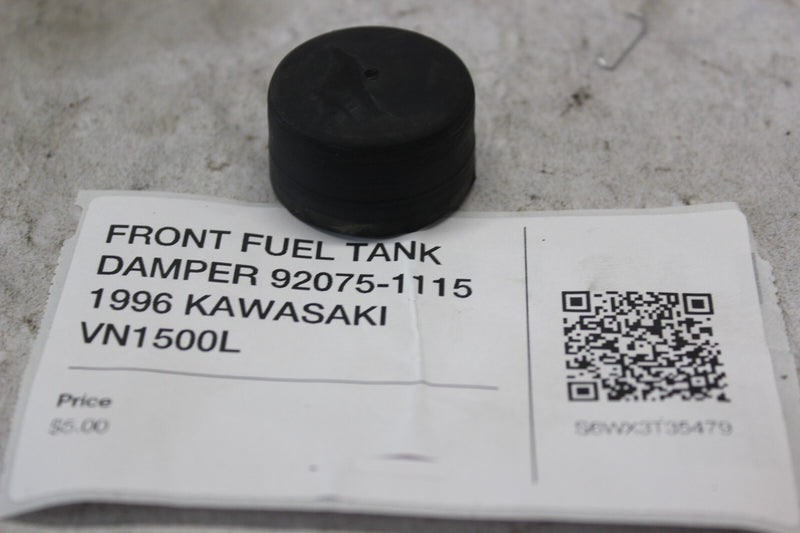 FRONT FUEL TANK
DAMPER 92075-1115
1996 KAWASAKI
VN1500L
Price
$5.00
S6WX3T35479